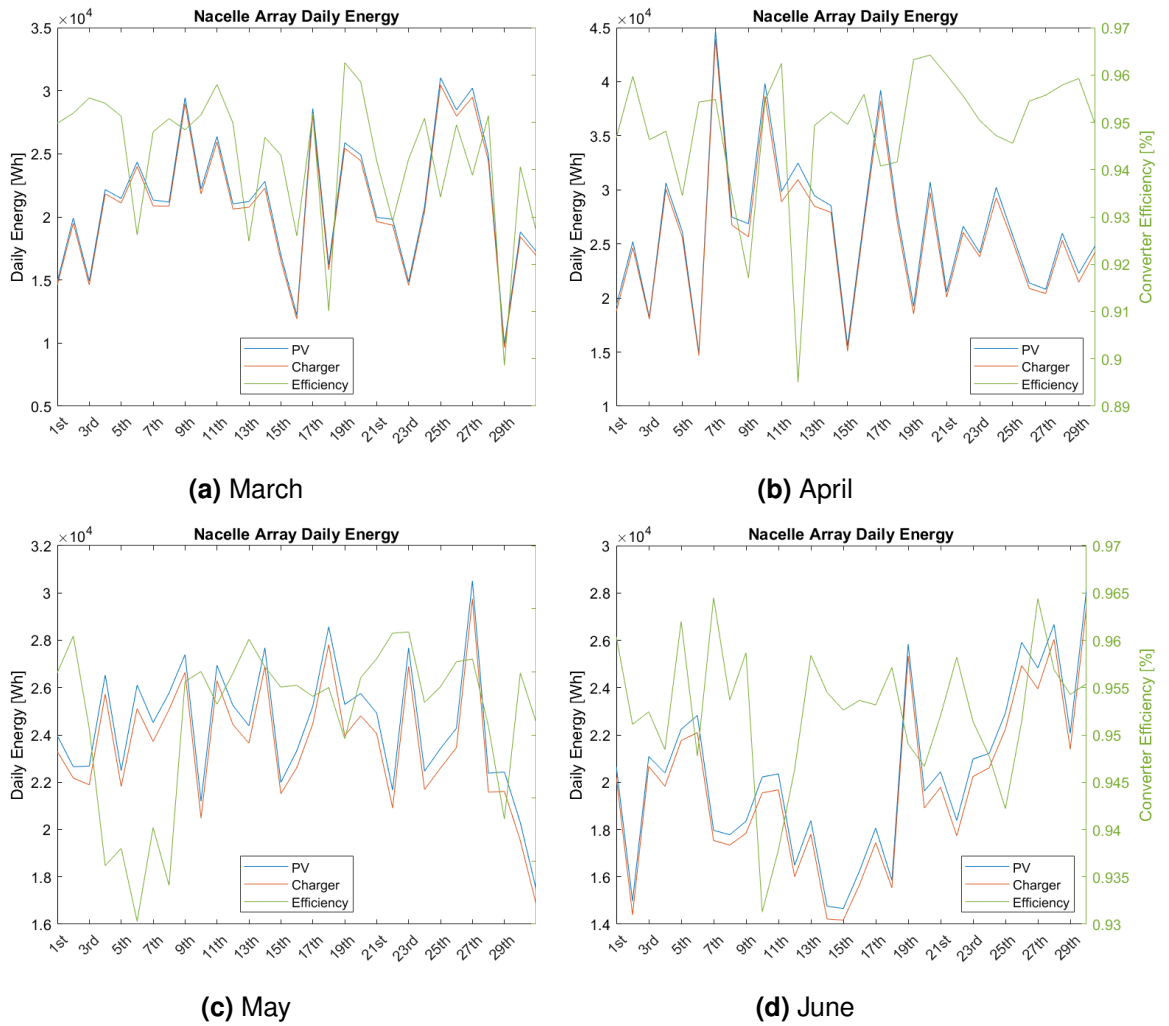 Nacelle Array Daily Energy
×10⁴
3.5
3
2.5
2
1.5
1
0.5
Daily Energy [Wh]
PV
Charger
Efficiency
1st 3rd 5th 7th 9th 11th 13th 15th 17th 19th 21st 23rd 25th 27th 29th
(a) March
Nacelle Array Daily Energy
×10⁴
4.5
4
3.5
3
2.5
2
1.5
1
Daily Energy [Wh]
0.97
0.96
0.95
0.94
0.93
0.92
0.91
0.9
0.89
Converter Efficiency [%]
PV
Charger
Efficiency
1st 3rd 5th 7th 9th 11th 13th 15th 17th 19th 21st 23rd 25th 27th 29th
(b) April
Nacelle Array Daily Energy
×10⁴
3.2
3
2.8
2.6
2.4
2.2
2
1.8
1.6
Daily Energy [Wh]
PV
Charger
Efficiency
1st 3rd 5th 7th 9th 11th 13th 15th 17th 19th 21st 23rd 25th 27th 29th
(c) May
Nacelle Array Daily Energy
×10⁴
3
2.8
2.6
2.4
2.2
2
1.8
1.6
1.4
Daily Energy [Wh]
0.97
0.965
0.96
0.955
0.95
0.945
0.94
0.935
0.93
Converter Efficiency [%]
PV
Charger
Efficiency
1st 3rd 5th 7th 9th 11th 13th 15th 17th 19th 21st 23rd 25th 27th 29th
(d) June